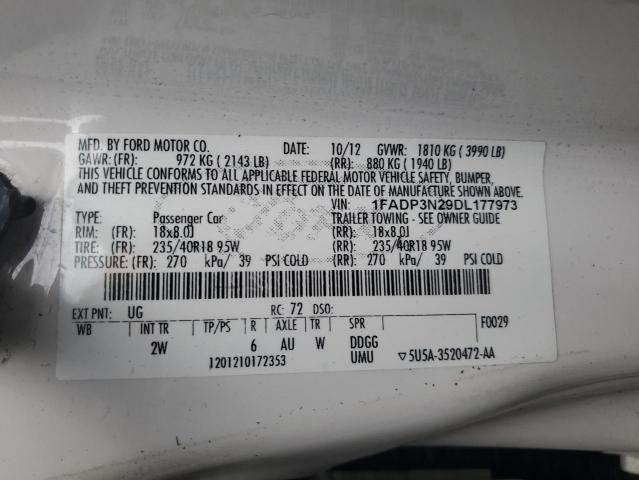 MFD. BY FORD MOTOR CO. DATE: 10/12 GVWR: 1810 KG ( 3990 LB)
GAWR: (FR): 972 KG ( 2143 LB) (RR): 880 KG ( 1940 LB)
THIS VEHICLE CONFORMS TO ALL APPLICABLE FEDERAL MOTOR VEHICLE SAFETY, BUMPER,
AND THEFT PREVENTION STANDARDS IN EFFECT ON THE DATE OF MANUFACTURE SHOWN ABOVE.
VIN: 1FADP3N29DL177973
TYPE: Passenger Car TRAILER TOWING - SEE OWNER GUIDE
RIM: (FR): 18x8.0J (RR): 18x8.0J
TIRE: (FR): 235/40R18 95W (RR): 235/40R18 95W
PRESSURE: (FR): 270 kPa/ 39 PSI COLD (RR): 270 kPa/ 39 PSI COLD
EXT PNT: UG RC: 72 DSO: F0029
WB INT TR TP/PS R AXLE TR SPR
2W 6 AU W DDGG
1201210172353 UMU ▽5U5A-3520472-AA